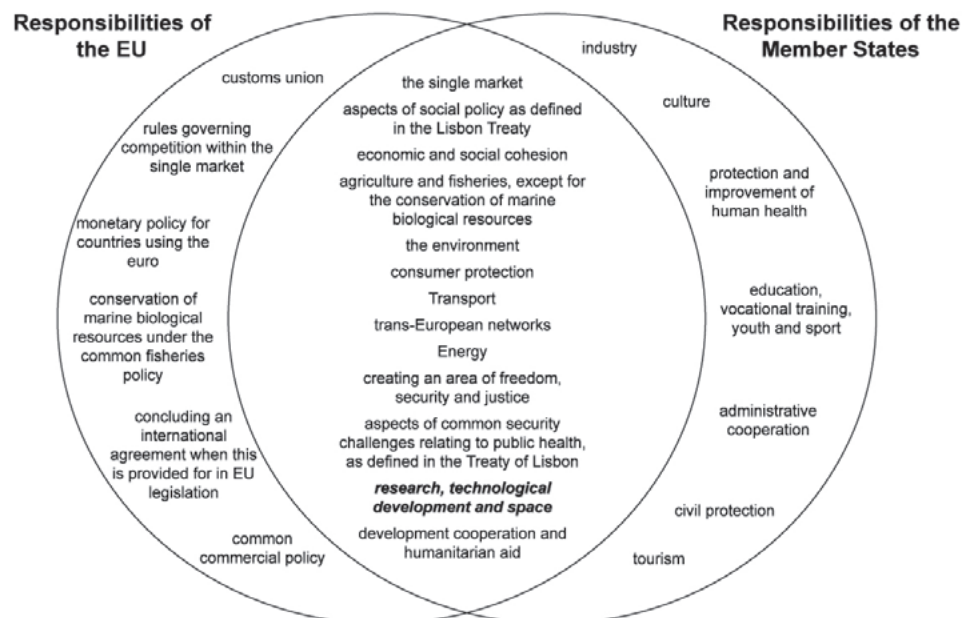 Responsibilities of
the EU
customs union
rules governing
competition within the
single market
monetary policy for
countries using the
euro
conservation of
marine biological
resources under the
common fisheries
policy
concluding an
international
agreement when this
is provided for in EU
legislation
common
commercial policy
the single market
aspects of social policy as defined
in the Lisbon Treaty
economic and social cohesion
agriculture and fisheries, except for
the conservation of marine
biological resources
the environment
consumer protection
Transport
trans-European networks
Energy
creating an area of freedom,
security and justice
aspects of common security
challenges relating to public health,
as defined in the Treaty of Lisbon
research, technological
development and space
development cooperation and
humanitarian aid
Responsibilities of the
Member States
industry
culture
protection and
improvement of
human health
education,
vocational training,
youth and sport
administrative
cooperation
civil protection
tourism